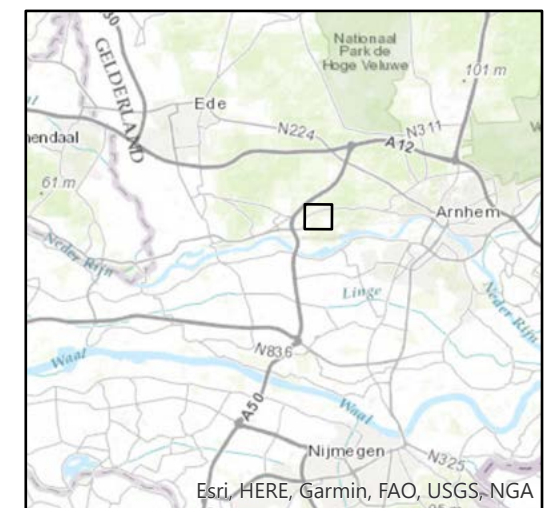 Nationaal
Park de
Hoge Veluwe
GELDERLAND
101 m
Ede
N224
N311
A12
61 m
Arnhem
Neder Rijn
Linge
Neder Rijn
N836
Waal
A50
Waal
Nijmegen
N325
Esri, HERE, Garmin, FAO, USGS, NGA